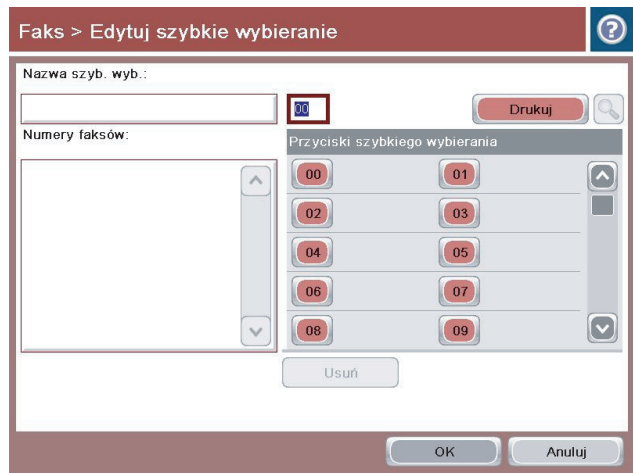 Faks > Edytuj szybkie wybieranie
Nazwa szyb. wyb.:
00
Drukuj
Numery faksów:
Przyciski szybkiego wybierania
00 01
02 03
04 05
06 07
08 09
Usuń
OK Anuluj